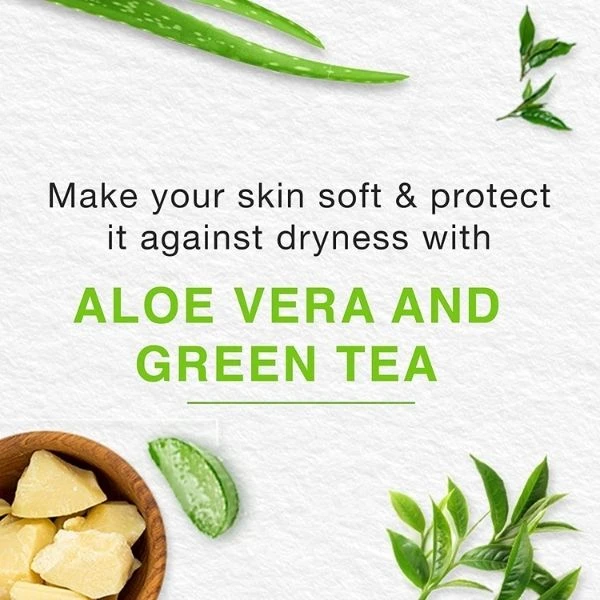 Make your skin soft & protect
it against dryness with
ALOE VERA AND
GREEN TEA